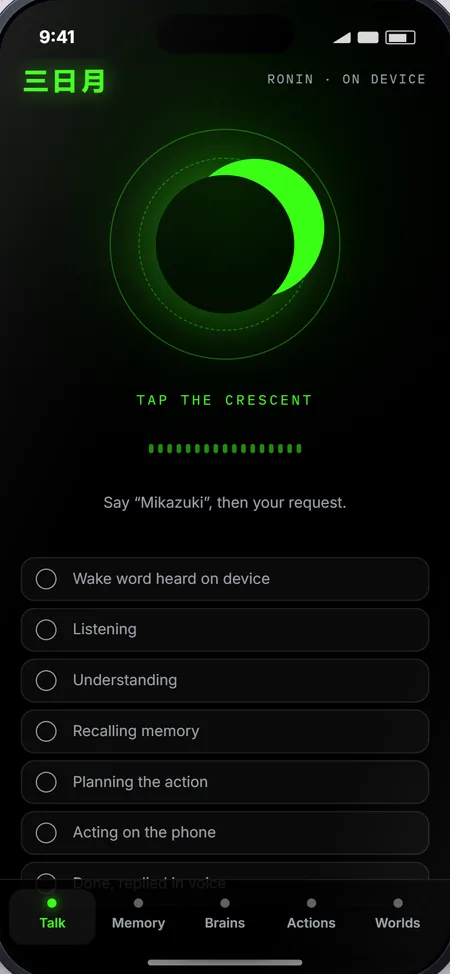 9:41
三日月
RONIN · ON DEVICE
TAP THE CRESCENT
Say “Mikazuki”, then your request.
Wake word heard on device
Listening
Understanding
Recalling memory
Planning the action
Acting on the phone
Done, replied in voice
Talk
Memory
Brains
Actions
Worlds